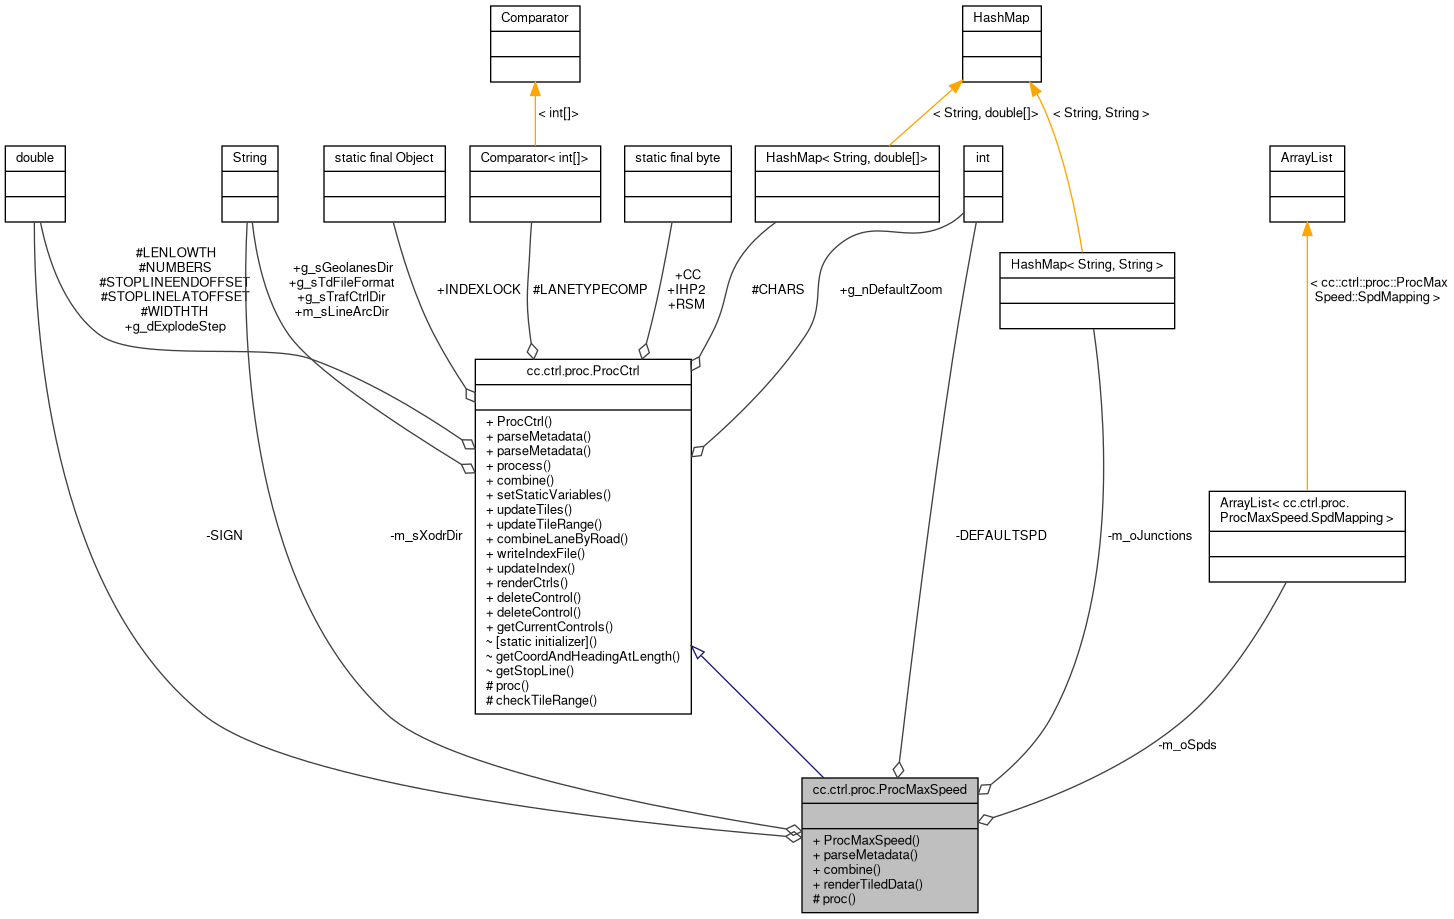 Comparator
HashMap
< int[]>
< String, double[]>
< String, String >
double
String
static final Object
Comparator< int[]>
static final byte
HashMap< String, double[]>
int
ArrayList
HashMap< String, String >
#LENLOWTH
#NUMBERS
#STOPLINEENDOFFSET
#STOPLINELATOFFSET
#WIDTHTH
+g_dExplodeStep
+g_sGeolanesDir
+g_sTdFileFormat
+g_sTrafCtrlDir
+m_sLineArcDir
+INDEXLOCK
#LANETYPECOMP
+CC
+IHP2
+RSM
#CHARS
+g_nDefaultZoom
< cc::ctrl::proc::ProcMax
Speed::SpdMapping >
cc.ctrl.proc.ProcCtrl
+ ProcCtrl()
+ parseMetadata()
+ parseMetadata()
+ process()
+ combine()
+ setStaticVariables()
+ updateTiles()
+ updateTileRange()
+ combineLaneByRoad()
+ writeIndexFile()
+ updateIndex()
+ renderCtrls()
+ deleteControl()
+ deleteControl()
+ getCurrentControls()
~ [static initializer]()
~ getCoordAndHeadingAtLength()
~ getStopLine()
# proc()
# checkTileRange()
ArrayList< cc.ctrl.proc.
ProcMaxSpeed.SpdMapping >
-SIGN
-m_sXodrDir
-DEFAULTSPD
-m_oJunctions
-m_oSpds
cc.ctrl.proc.ProcMaxSpeed
+ ProcMaxSpeed()
+ parseMetadata()
+ combine()
+ renderTiledData()
# proc()